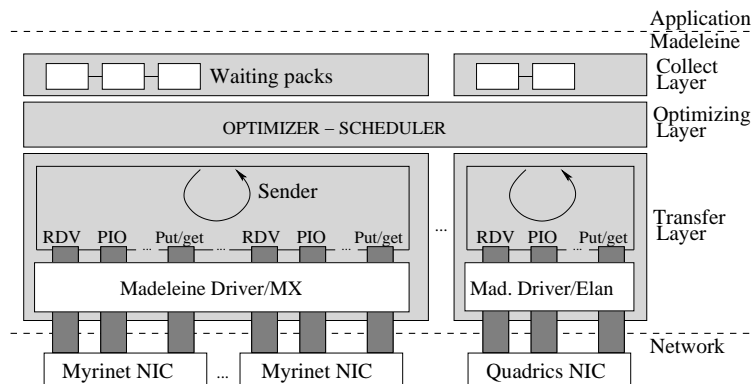 Application
Madeleine
Waiting packs
Collect
Layer
OPTIMIZER – SCHEDULER
Optimizing
Layer
Sender
RDV PIO ... Put/get ... RDV PIO ... Put/get ... RDV PIO ... Put/get
Transfer
Layer
Madeleine Driver/MX Mad. Driver/Elan
Network
Myrinet NIC ... Myrinet NIC Quadrics NIC